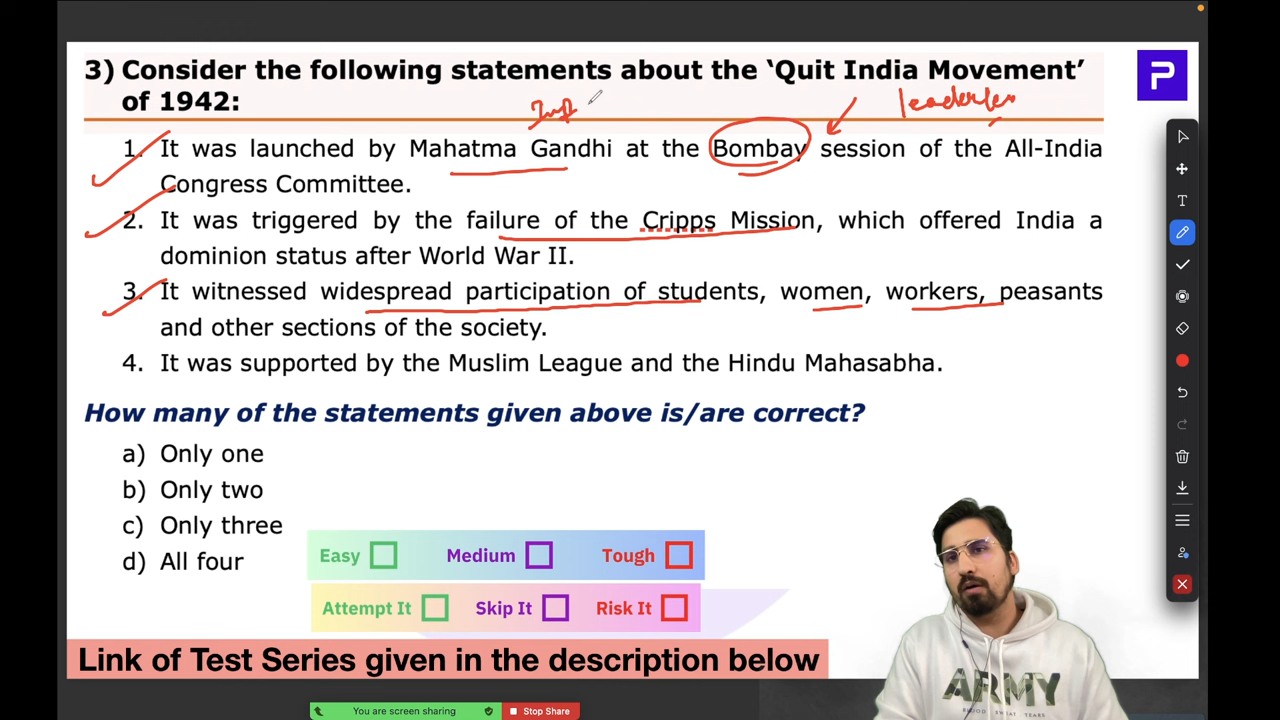 3) Consider the following statements about the ‘Quit India Movement’
of 1942:
leaderless
1. It was launched by Mahatma Gandhi at the Bombay session of the All-India
Congress Committee.
2. It was triggered by the failure of the Cripps Mission, which offered India a
dominion status after World War II.
3. It witnessed widespread participation of students, women, workers, peasants
and other sections of the society.
4. It was supported by the Muslim League and the Hindu Mahasabha.
How many of the statements given above is/are correct?
a) Only one
b) Only two
c) Only three
d) All four
Easy Medium Tough
Attempt It Skip It Risk It
Link of Test Series given in the description below
ARMY
BLOOD SWEAT TEARS
You are screen sharing Stop Share
P
T